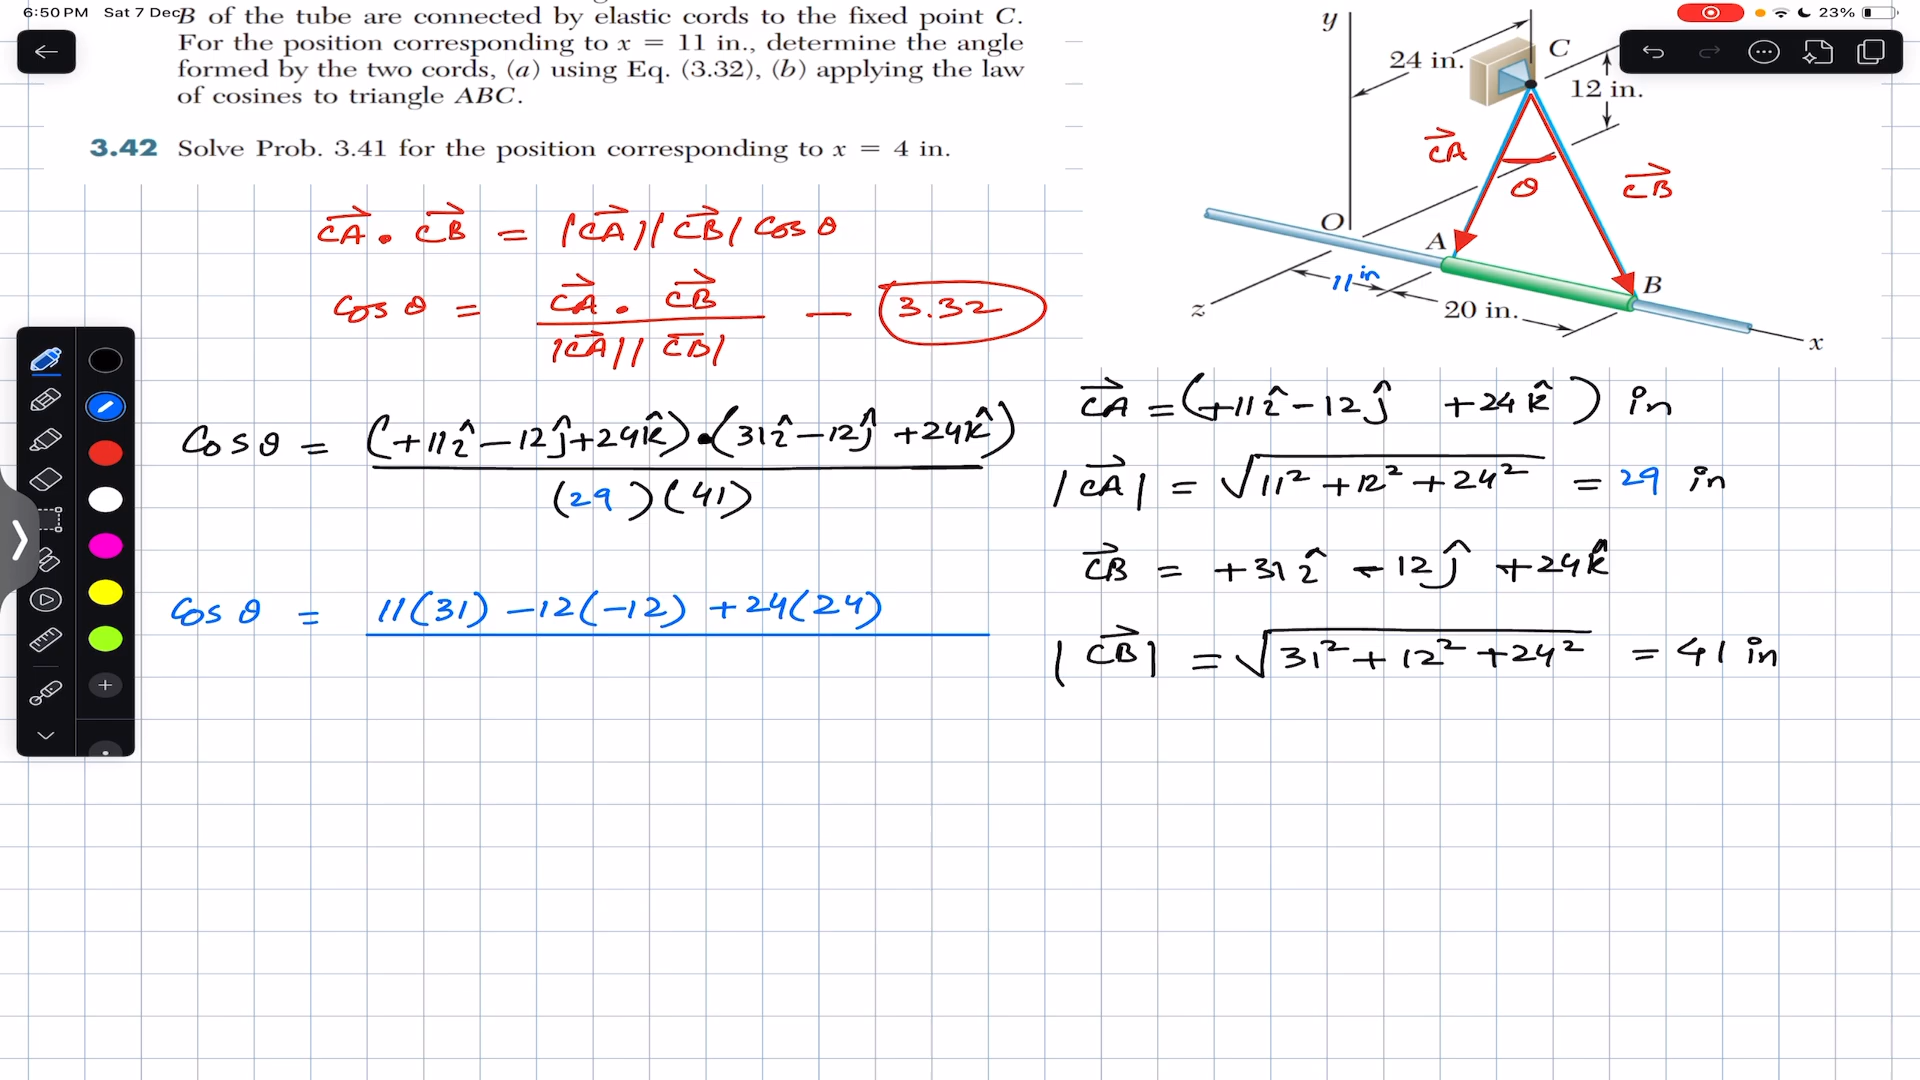 6:50 PM Sat 7 Dec
23%
B of the tube are connected by elastic cords to the fixed point C.
For the position corresponding to x = 11 in., determine the angle
formed by the two cords, (a) using Eq. (3.32), (b) applying the law
of cosines to triangle ABC.
3.42 Solve Prob. 3.41 for the position corresponding to x = 4 in.
y
24 in.
C
12 in.
CA
θ
CB
O
A
11 in
B
20 in.
z
x
CA . CB = |CA| |CB| Cos θ
Cos θ = CA . CB / |CA| |CB| — 3.32
Cos θ = (+11î − 12ĵ + 24k̂) • (31î − 12ĵ + 24k̂)
(29) (41)
Cos θ = 11(31) − 12(−12) + 24(24)
CA = (+11î − 12ĵ + 24k̂) in
|CA| = √11² + 12² + 24² = 29 in
CB = +31î − 12ĵ + 24k̂
|CB| = √31² + 12² + 24² = 41 in